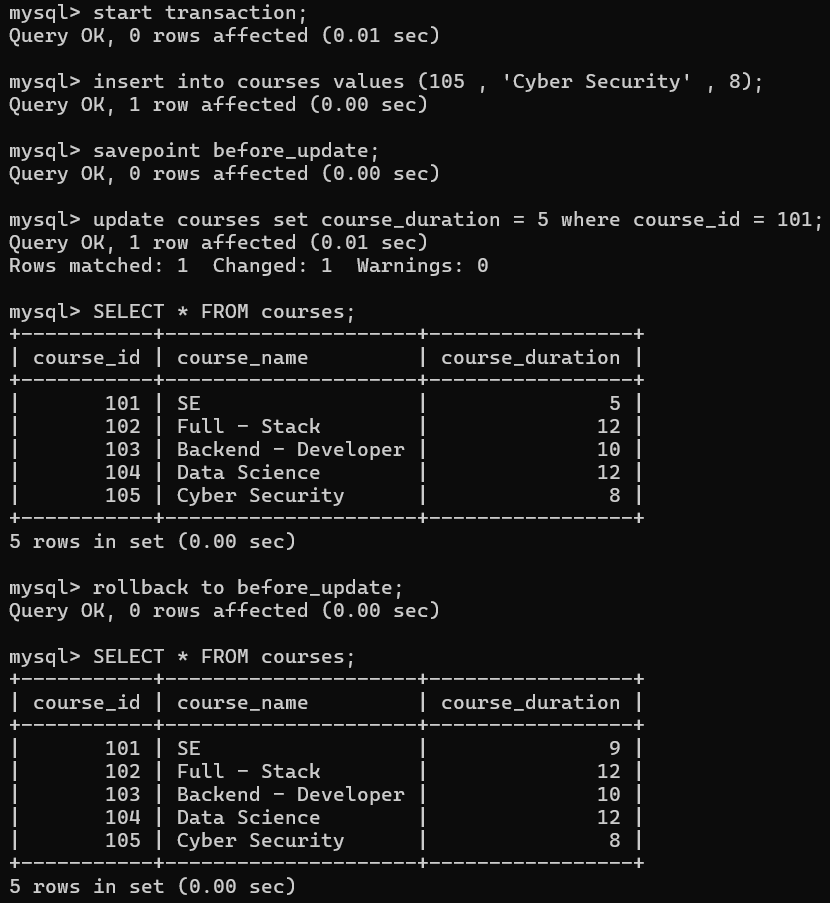 mysql> start transaction;
Query OK, 0 rows affected (0.01 sec)
mysql> insert into courses values (105 , 'Cyber Security' , 8);
Query OK, 1 row affected (0.00 sec)
mysql> savepoint before_update;
Query OK, 0 rows affected (0.00 sec)
mysql> update courses set course_duration = 5 where course_id = 101;
Query OK, 1 row affected (0.01 sec)
Rows matched: 1  Changed: 1  Warnings: 0
mysql> SELECT * FROM courses;
+-----------+---------------------+-----------------+
| course_id | course_name         | course_duration |
+-----------+---------------------+-----------------+
|       101 | SE                  |               5 |
|       102 | Full - Stack        |              12 |
|       103 | Backend - Developer |              10 |
|       104 | Data Science        |              12 |
|       105 | Cyber Security      |               8 |
+-----------+---------------------+-----------------+
5 rows in set (0.00 sec)
mysql> rollback to before_update;
Query OK, 0 rows affected (0.00 sec)
mysql> SELECT * FROM courses;
+-----------+---------------------+-----------------+
| course_id | course_name         | course_duration |
+-----------+---------------------+-----------------+
|       101 | SE                  |               9 |
|       102 | Full - Stack        |              12 |
|       103 | Backend - Developer |              10 |
|       104 | Data Science        |              12 |
|       105 | Cyber Security      |               8 |
+-----------+---------------------+-----------------+
5 rows in set (0.00 sec)